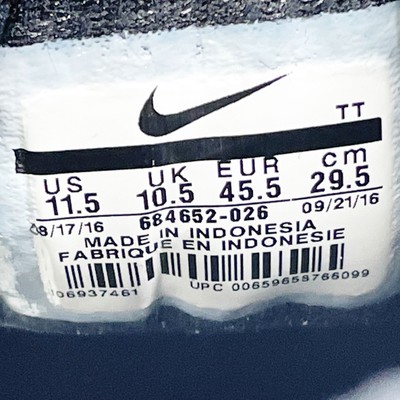 TT
US UK EUR cm
11.5 10.5 45.5 29.5
08/17/16 684652-026 09/21/16
MADE IN INDONESIA
FABRIQUE EN INDONESIE
06937461 UPC 00659658766099